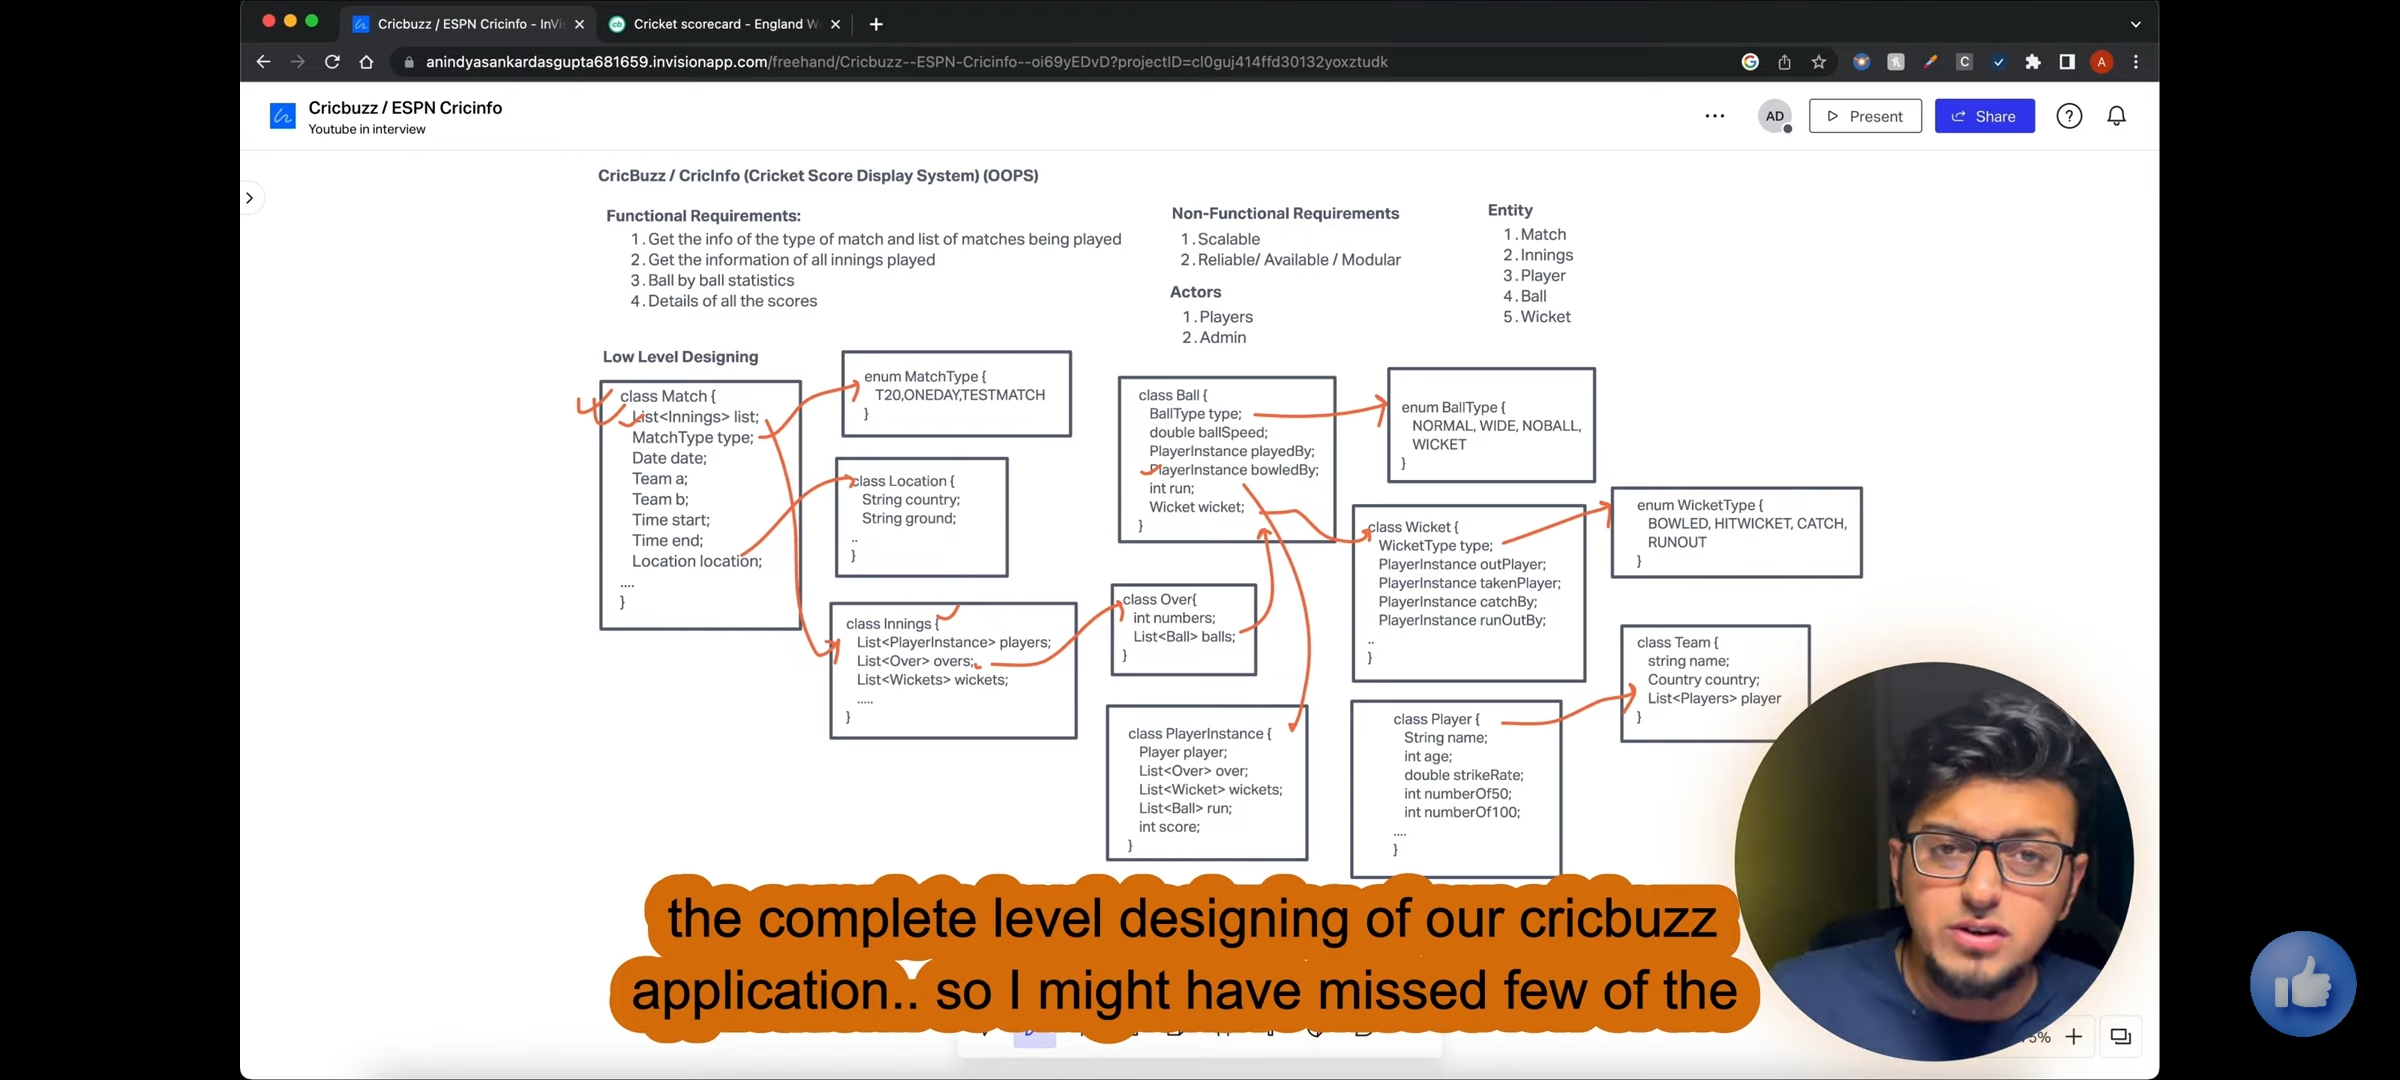 Cricbuzz / ESPN Cricinfo - InVi
Cricket scorecard - England W
anindyasankardasgupta681659.invisionapp.com/freehand/Cricbuzz--ESPN-Cricinfo--oi69yEDvD?projectID=cl0guj414ffd30132yoxztudk
A
Cricbuzz / ESPN Cricinfo
Youtube in interview
AD
Present
Share
CricBuzz / CricInfo (Cricket Score Display System) (OOPS)
Functional Requirements:
1. Get the info of the type of match and list of matches being played
2. Get the information of all innings played
3. Ball by ball statistics
4. Details of all the scores
Non-Functional Requirements
1. Scalable
2. Reliable/ Available / Modular
Actors
1. Players
2. Admin
Entity
1. Match
2. Innings
3. Player
4. Ball
5. Wicket
Low Level Designing
class Match {
List<Innings> list;
MatchType type;
Date date;
Team a;
Team b;
Time start;
Time end;
Location location;
....
}
enum MatchType {
T20,ONEDAY,TESTMATCH
}
class Location {
String country;
String ground;
..
}
class Innings {
List<PlayerInstance> players;
List<Over> overs;
List<Wickets> wickets;
.....
}
class Ball {
BallType type;
double ballSpeed;
PlayerInstance playedBy;
PlayerInstance bowledBy;
int run;
Wicket wicket;
}
enum BallType {
NORMAL, WIDE, NOBALL,
WICKET
}
class Over{
int numbers;
List<Ball> balls;
}
class Wicket {
WicketType type;
PlayerInstance outPlayer;
PlayerInstance takenPlayer;
PlayerInstance catchBy;
PlayerInstance runOutBy;
..
}
enum WicketType {
BOWLED, HITWICKET, CATCH,
RUNOUT
}
class PlayerInstance {
Player player;
List<Over> over;
List<Wicket> wickets;
List<Ball> run;
int score;
}
class Player {
String name;
int age;
double strikeRate;
int numberOf50;
int numberOf100;
....
}
class Team {
string name;
Country country;
List<Players> player
}
the complete level designing of our cricbuzz
application.. so I might have missed few of the